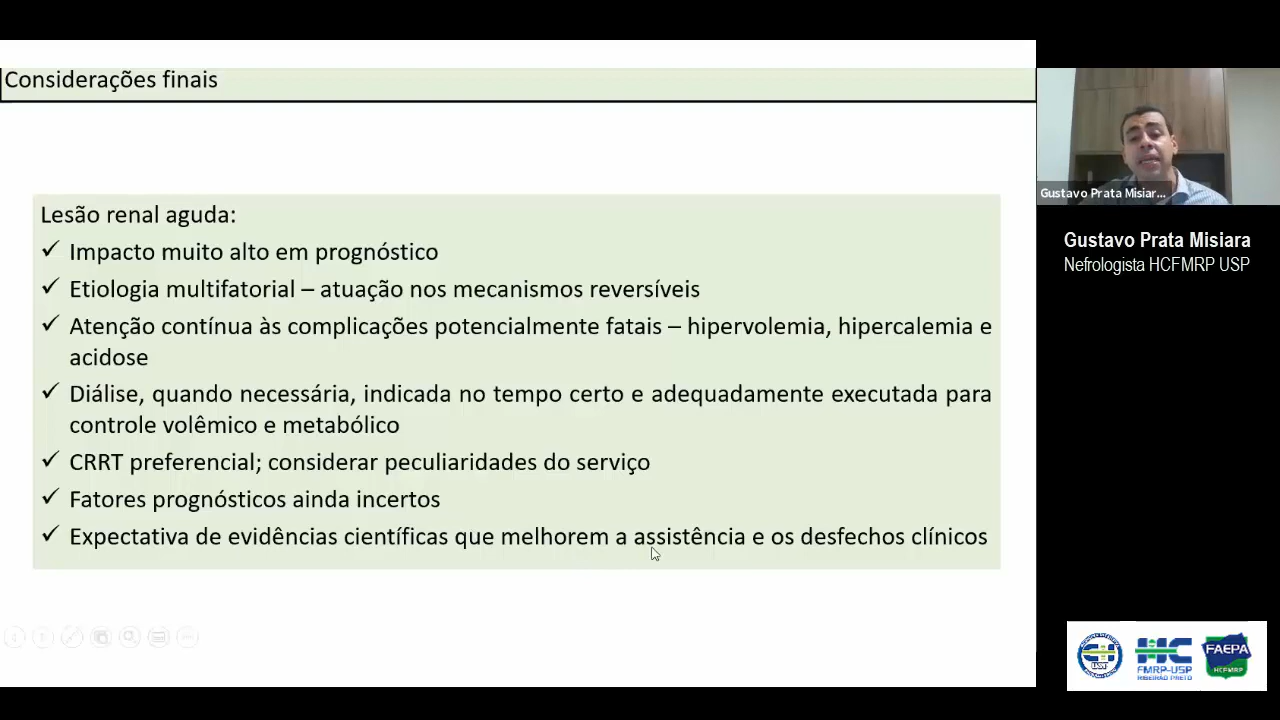 Considerações finais
Lesão renal aguda:
✓ Impacto muito alto em prognóstico
✓ Etiologia multifatorial – atuação nos mecanismos reversíveis
✓ Atenção contínua às complicações potencialmente fatais – hipervolemia, hipercalemia e
acidose
✓ Diálise, quando necessária, indicada no tempo certo e adequadamente executada para
controle volêmico e metabólico
✓ CRRT preferencial; considerar peculiaridades do serviço
✓ Fatores prognósticos ainda incertos
✓ Expectativa de evidências científicas que melhorem a assistência e os desfechos clínicos
Gustavo Prata Misiar...
Gustavo Prata Misiara
Nefrologista HCFMRP USP
HC
FMRP-USP
RIBEIRÃO PRETO
FAEPA
HCFMRP